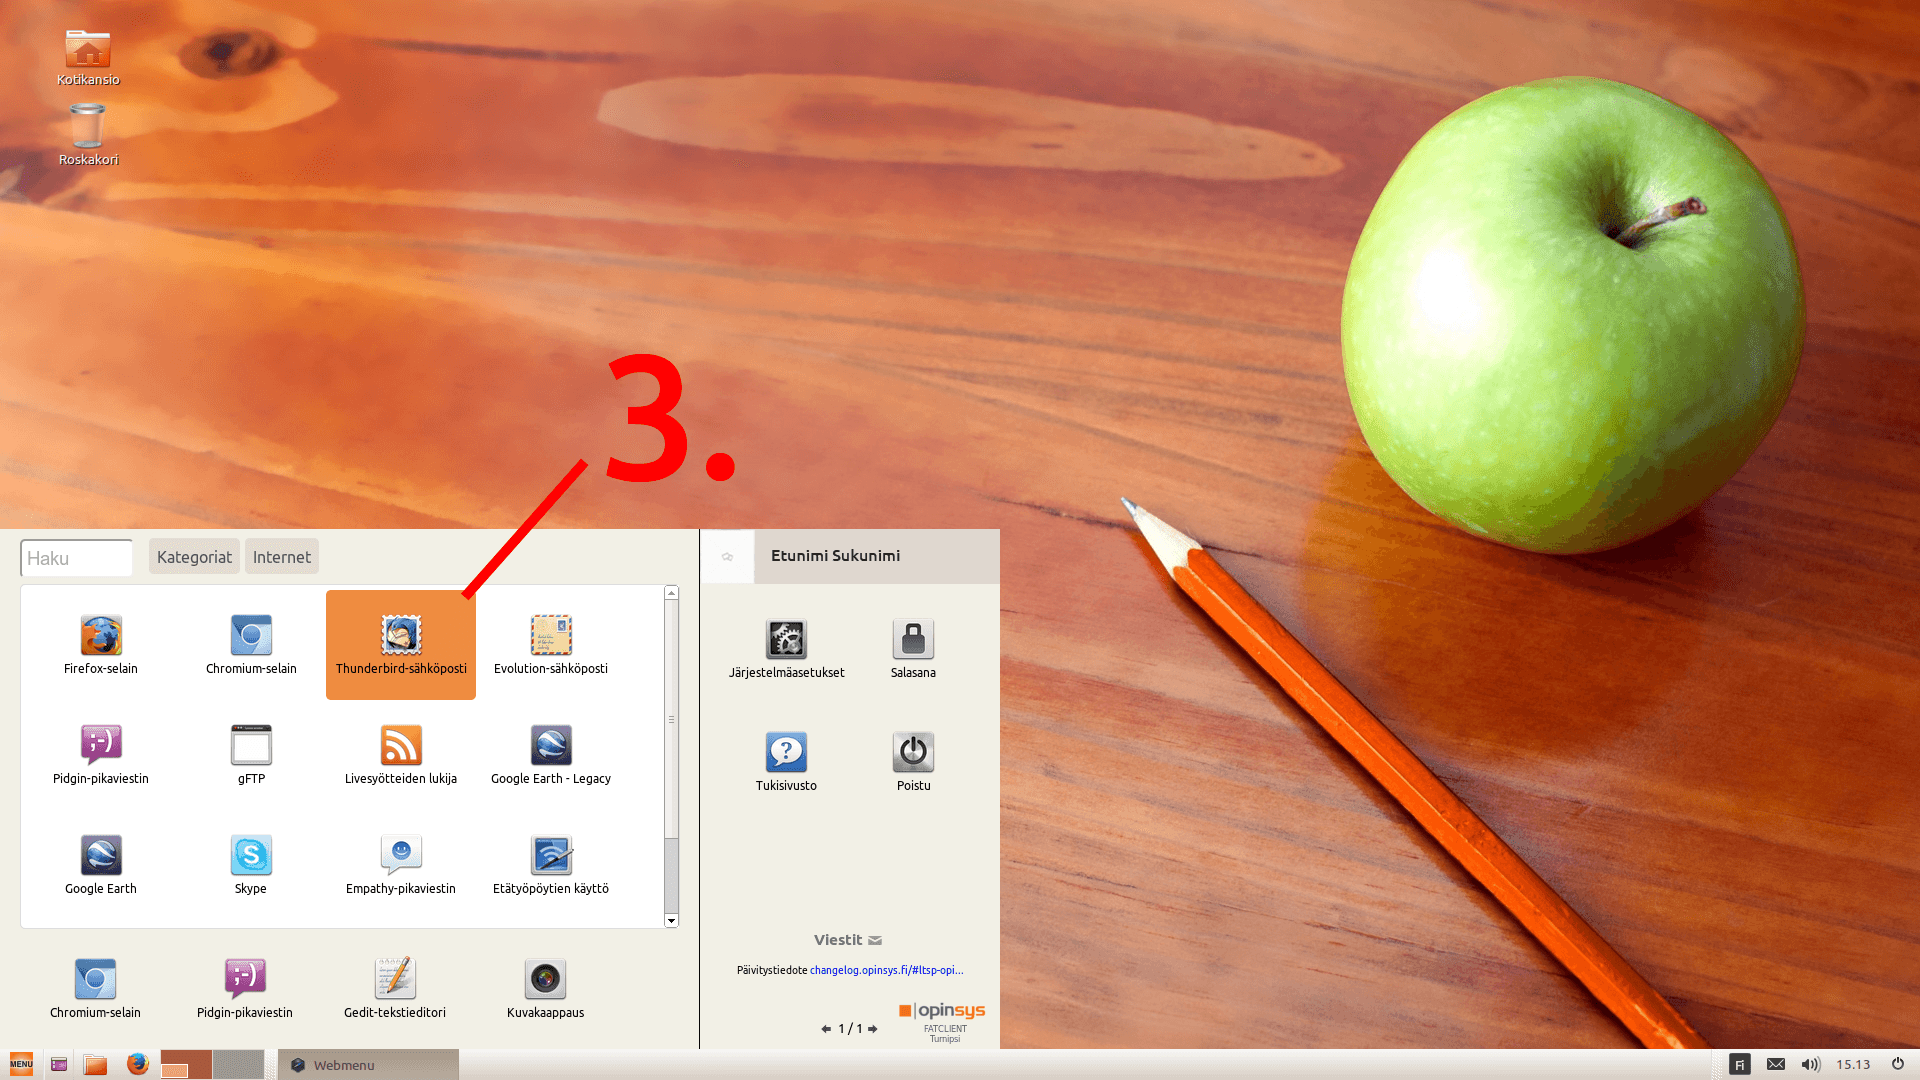 Kotikansio
Roskakori
3.
Haku
Kategoriat
Internet
Etunimi Sukunimi
Firefox-selain
Chromium-selain
Thunderbird-sähköposti
Evolution-sähköposti
Järjestelmäasetukset
Salasana
Pidgin-pikaviestin
gFTP
Livesyötteiden lukija
Google Earth - Legacy
Tukisivusto
Poistu
Google Earth
Skype
Empathy-pikaviestin
Etätyöpöytien käyttö
Viestit
Päivitystiedote changelog.opinsys.fi/#ltsp-opi...
Chromium-selain
Pidgin-pikaviestin
Gedit-tekstieditori
Kuvakaappaus
opinsys
1 / 1
FATCLIENT
Tumipsi
MENU
Webmenu
Fi
15.13